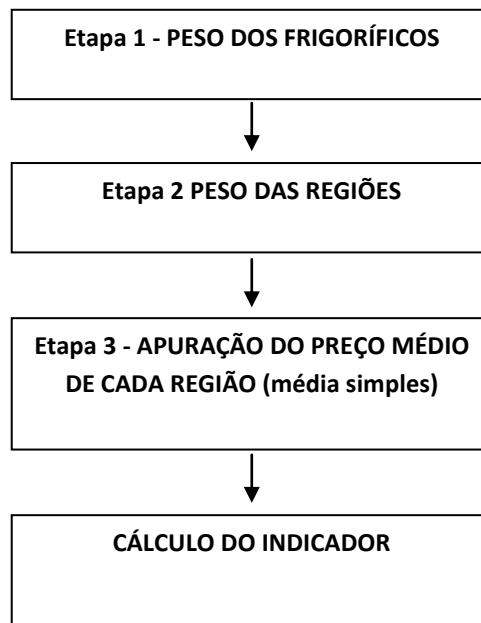 Etapa 1 - PESO DOS FRIGORÍFICOS
Etapa 2 PESO DAS REGIÕES
Etapa 3 - APURAÇÃO DO PREÇO MÉDIO
DE CADA REGIÃO (média simples)
CÁLCULO DO INDICADOR